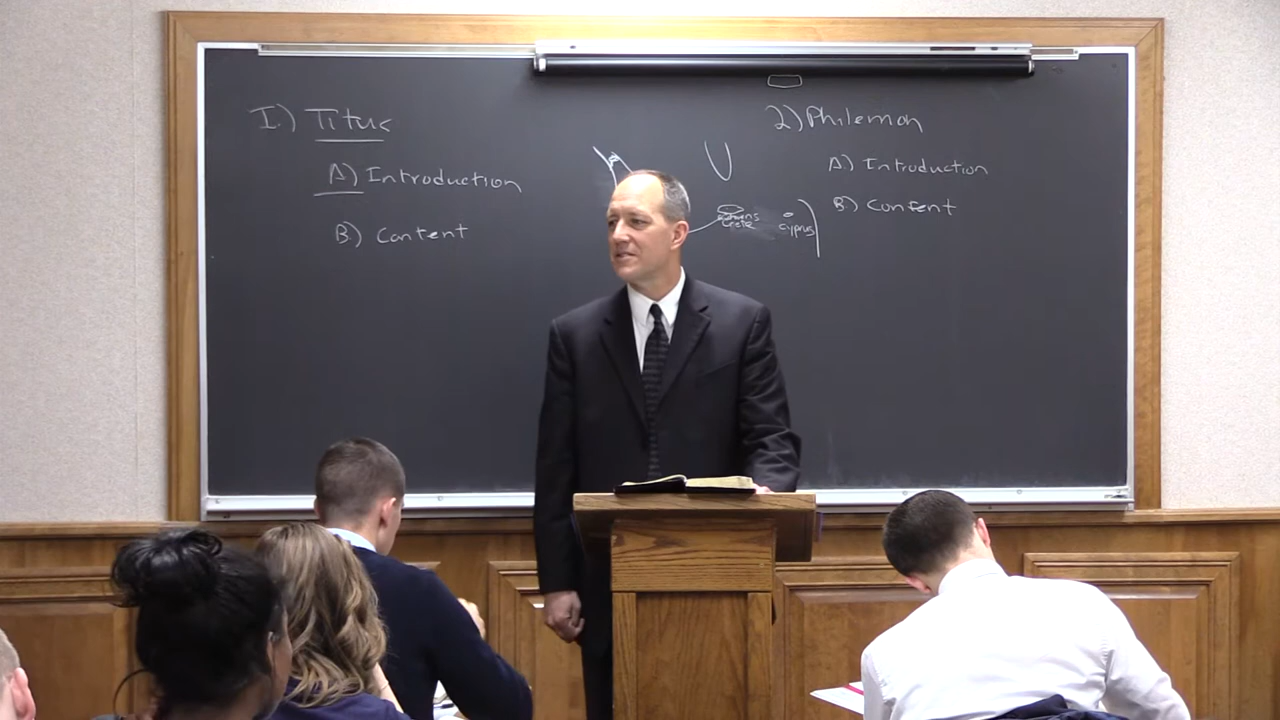 I.) Titus
A) Introduction
B.) Content
Crete
Cyprus
2) Philemon
A.) Introduction
B.) Content